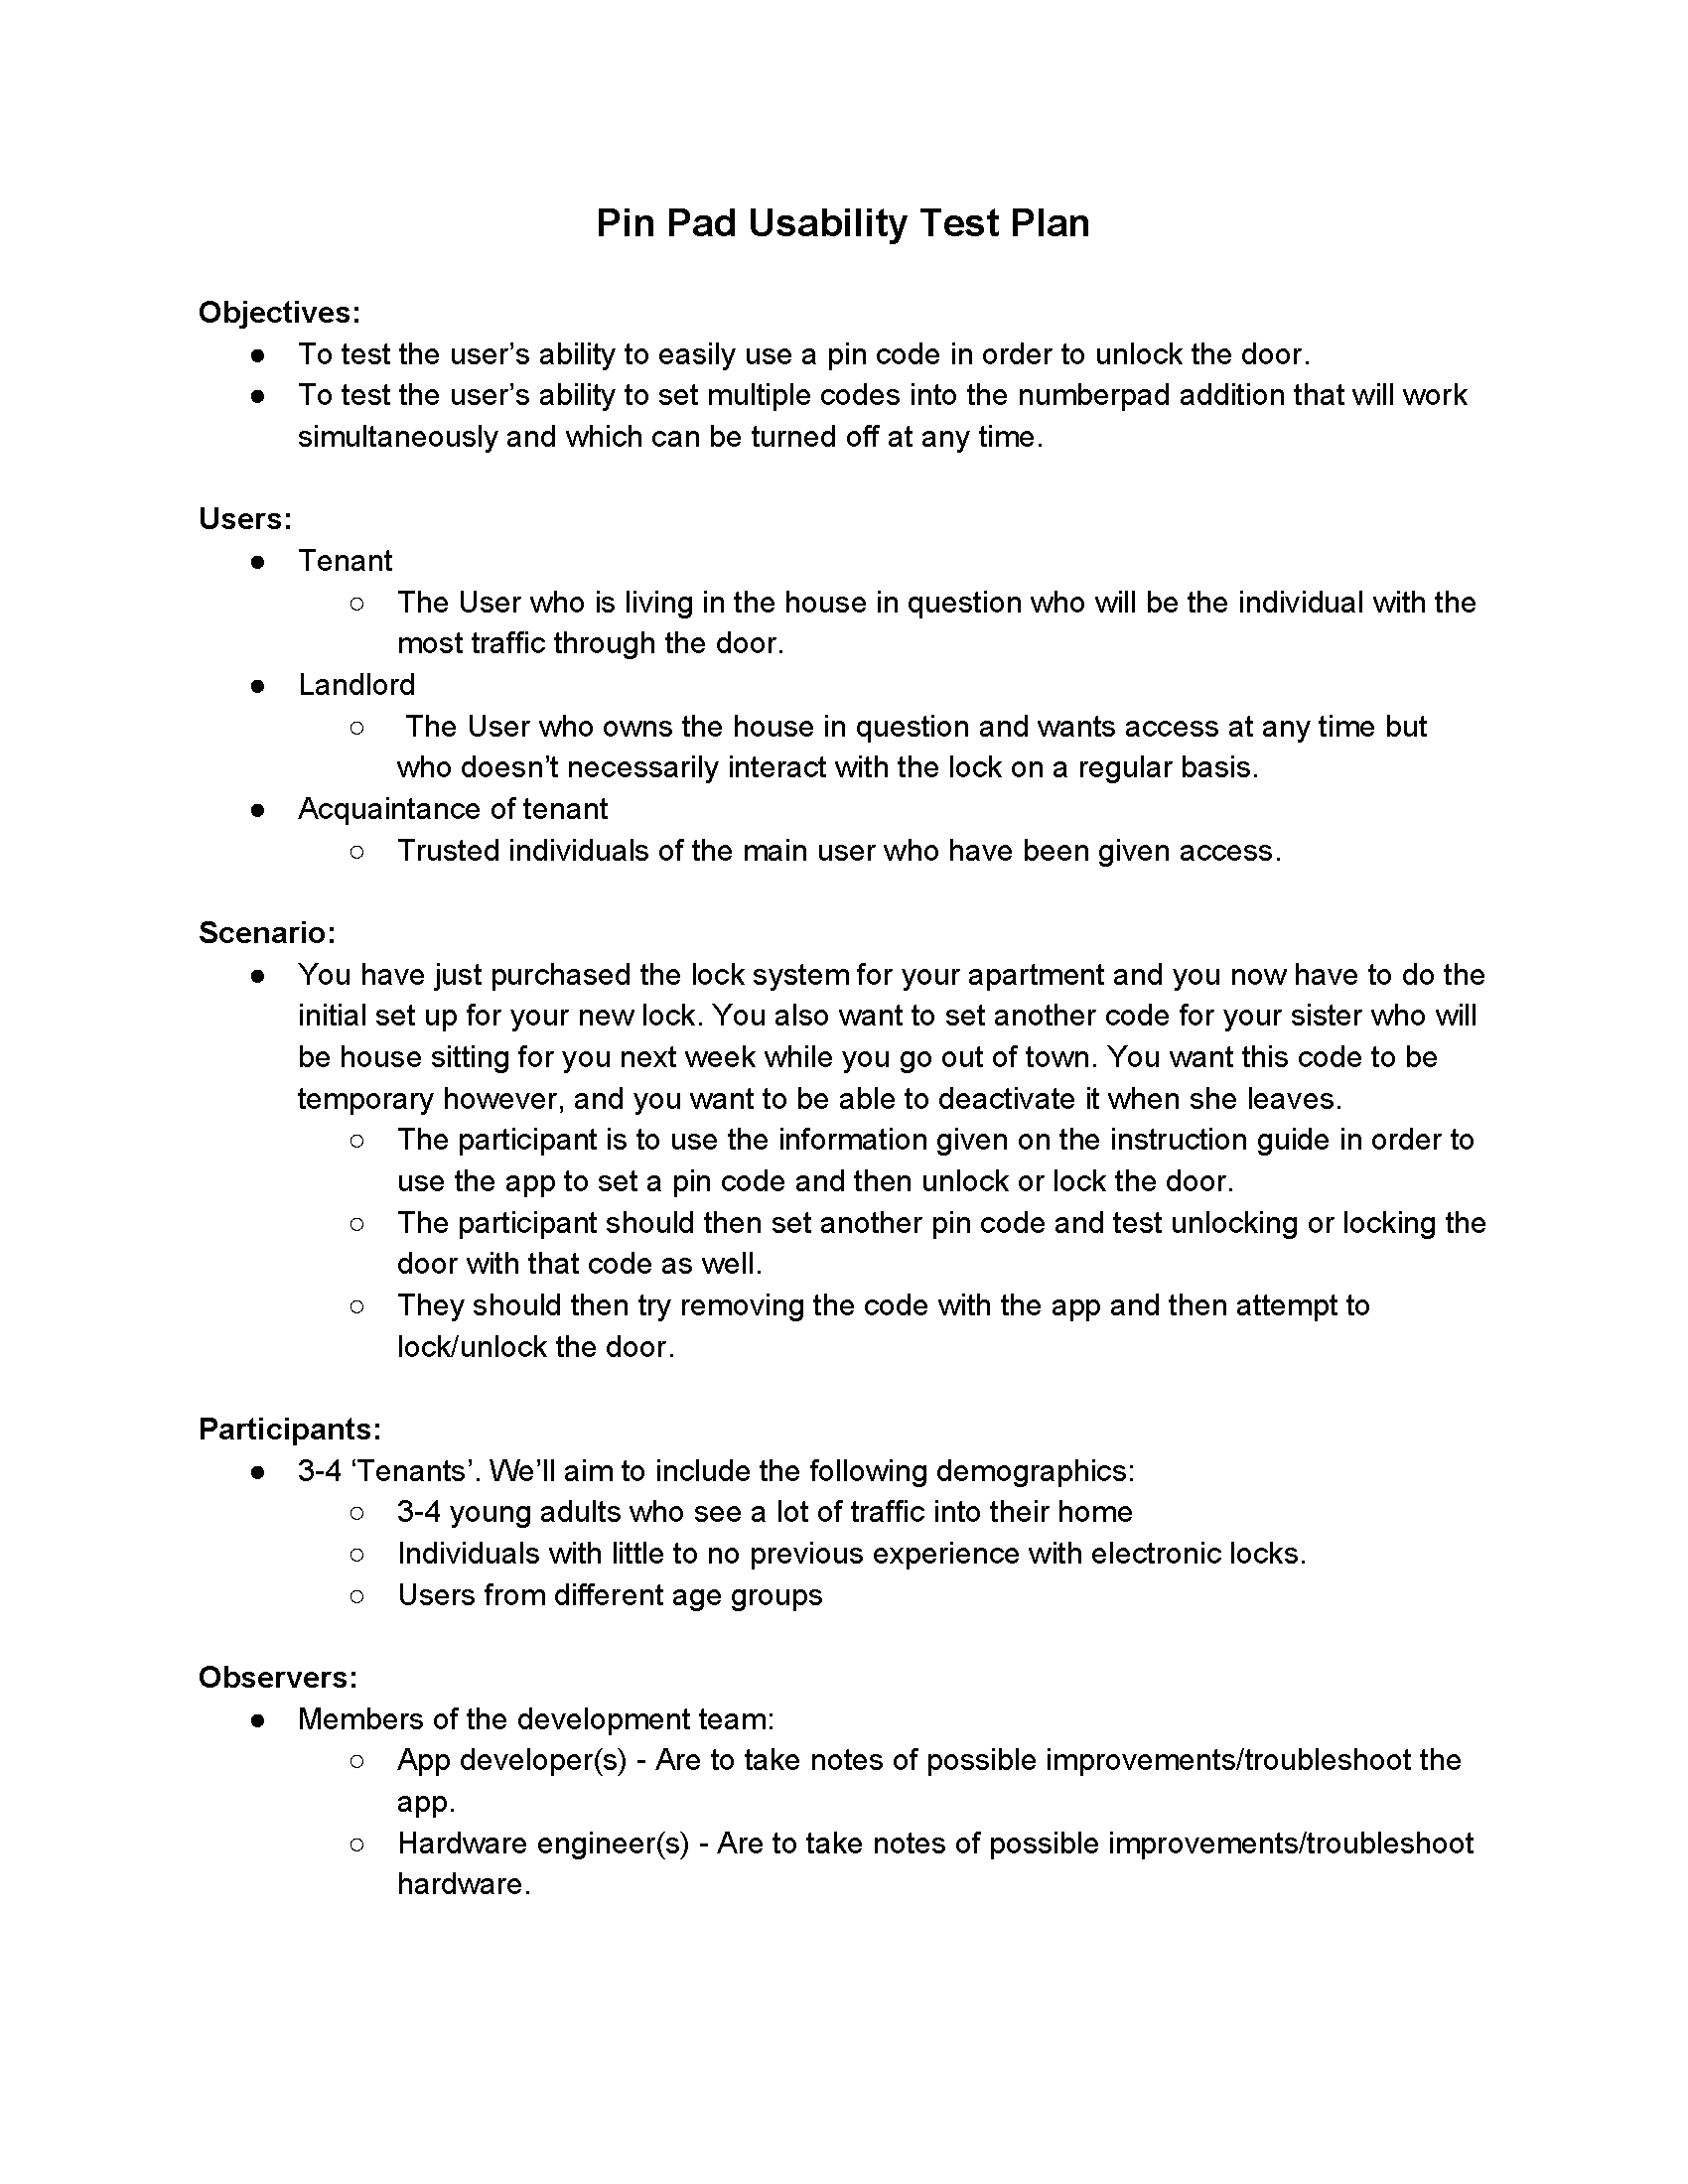 Pin Pad Usability Test Plan
Objectives:
● To test the user’s ability to easily use a pin code in order to unlock the door.
● To test the user’s ability to set multiple codes into the numberpad addition that will work
simultaneously and which can be turned off at any time.
Users:
● Tenant
○ The User who is living in the house in question who will be the individual with the
most traffic through the door.
● Landlord
○ The User who owns the house in question and wants access at any time but
who doesn’t necessarily interact with the lock on a regular basis.
● Acquaintance of tenant
○ Trusted individuals of the main user who have been given access.
Scenario:
● You have just purchased the lock system for your apartment and you now have to do the
initial set up for your new lock. You also want to set another code for your sister who will
be house sitting for you next week while you go out of town. You want this code to be
temporary however, and you want to be able to deactivate it when she leaves.
○ The participant is to use the information given on the instruction guide in order to
use the app to set a pin code and then unlock or lock the door.
○ The participant should then set another pin code and test unlocking or locking the
door with that code as well.
○ They should then try removing the code with the app and then attempt to
lock/unlock the door.
Participants:
● 3-4 ‘Tenants’. We’ll aim to include the following demographics:
○ 3-4 young adults who see a lot of traffic into their home
○ Individuals with little to no previous experience with electronic locks.
○ Users from different age groups
Observers:
● Members of the development team:
○ App developer(s) - Are to take notes of possible improvements/troubleshoot the
app.
○ Hardware engineer(s) - Are to take notes of possible improvements/troubleshoot
hardware.